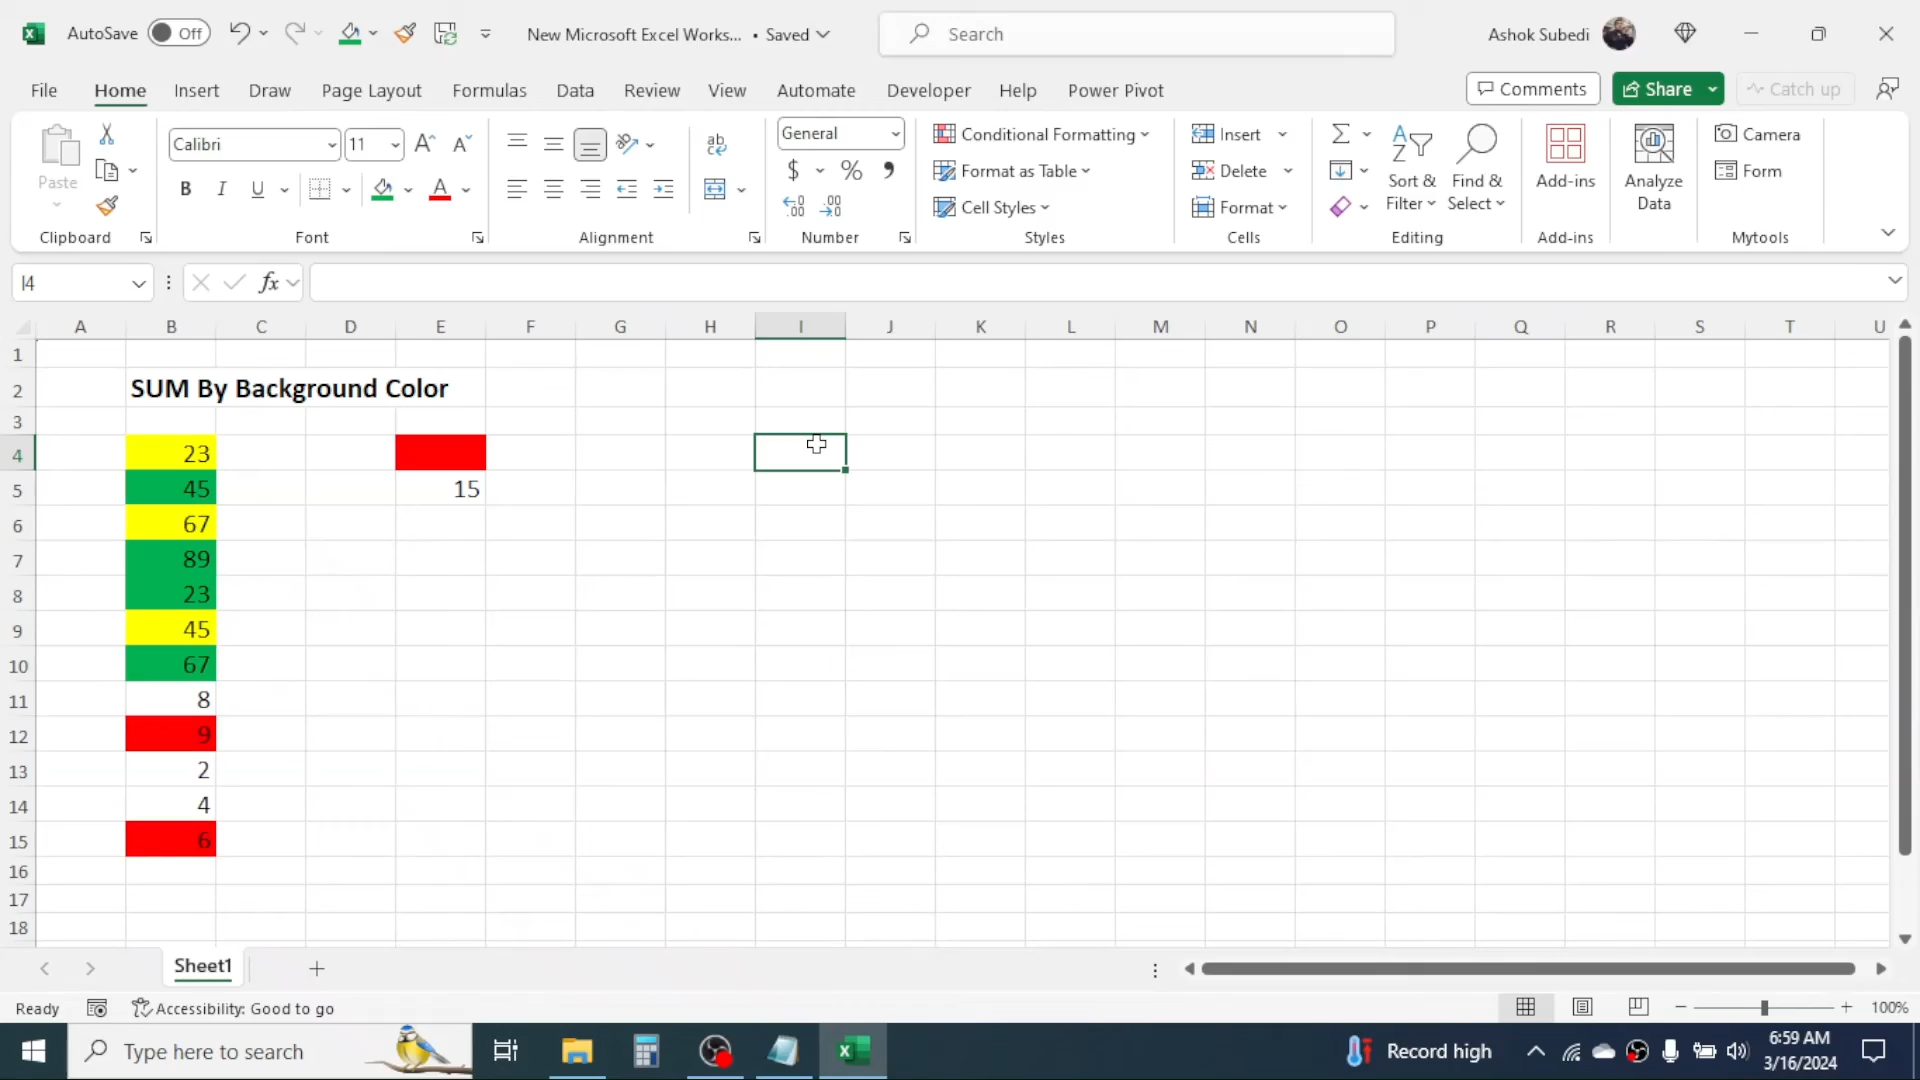 AutoSave Off New Microsoft Excel Works... • Saved Search Ashok Subedi
File Home Insert Draw Page Layout Formulas Data Review View Automate Developer Help Power Pivot Comments Share Catch up
Paste
Clipboard
Calibri 11
B I U A
Font
ab
Alignment
General
$ % ,
Number
Conditional Formatting
Format as Table
Cell Styles
Styles
Insert
Delete
Format
Cells
Sort & Filter
Find & Select
Editing
Add-ins
Add-ins
Analyze Data
Camera
Form
Mytools
I4 fx
A B C D E F G H I J K L M N O P Q R S T U
1
2 SUM By Background Color
3
4 23
5 45 15
6 67
7 89
8 23
9 45
10 67
11 8
12 9
13 2
14 4
15 6
16
17
18
Sheet1
Ready Accessibility: Good to go 100%
Type here to search Record high 6:59 AM
3/16/2024